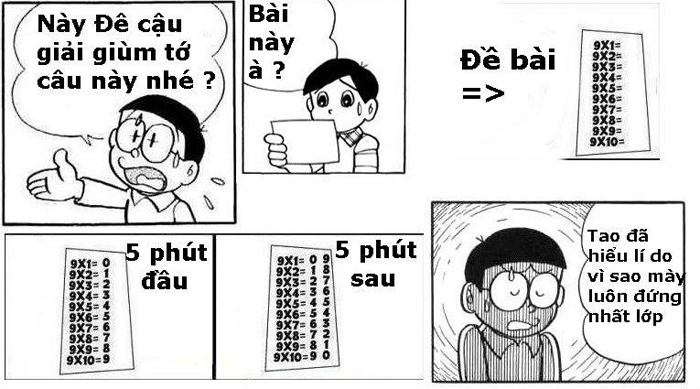 Này Đê cậu
giải giùm tớ
câu này nhé ?
Bài
này
à ?
Đề bài
=>
9X1=
9X2=
9X3=
9X4=
9X5=
9X6=
9X7=
9X8=
9X9=
9X10=
5 phút
đầu
9X1= 0
9X2= 1
9X3= 2
9X4= 3
9X5= 4
9X6= 5
9X7= 6
9X8= 7
9X9= 8
9X10= 9
5 phút
sau
9X1= 0 9
9X2= 1 8
9X3= 2 7
9X4= 3 6
9X5= 4 5
9X6= 5 4
9X7= 6 3
9X8= 7 2
9X9= 8 1
9X10= 9 0
Tao đã
hiểu lí do
vì sao mày
luôn đứng
nhất lớp